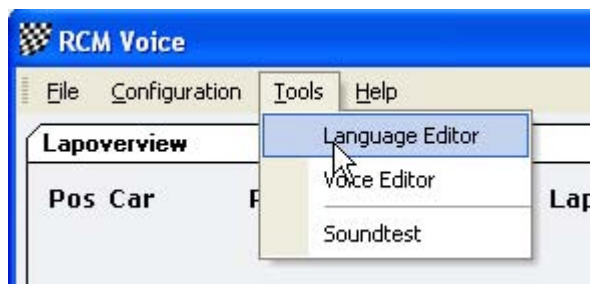 RCM Voice
File Configuration Tools Help
Language Editor
Lapoverview
Voice Editor
Pos Car
Soundtest